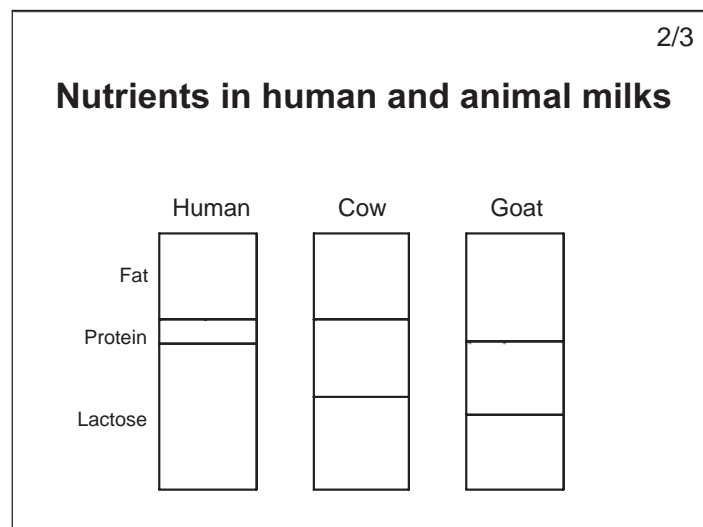 2/3
Nutrients in human and animal milks
Human Cow Goat
Fat
Protein
Lactose